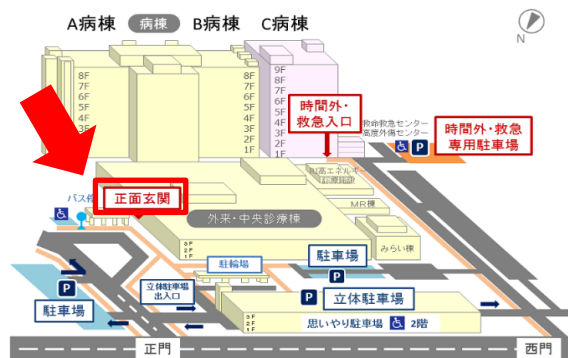 A病棟
病棟
B病棟
C病棟
N
8F
7F
6F
5F
4F
3F
8F
7F
6F
5F
4F
3F
2F
1F
9F
8F
7F
6F
5F
4F
3F
2F
1F
時間外・
救急入口
救命救急センター
高度外傷センター
P
時間外・救急
専用駐車場
バス停
正面玄関
外来・中央診療棟
MR棟
みらい棟
3F
2F
1F
駐輪場
駐車場
P
P
駐車場
立体駐車場
出入口
P
立体駐車場
3F
2F
1F
思いやり駐車場
2階
正門
西門